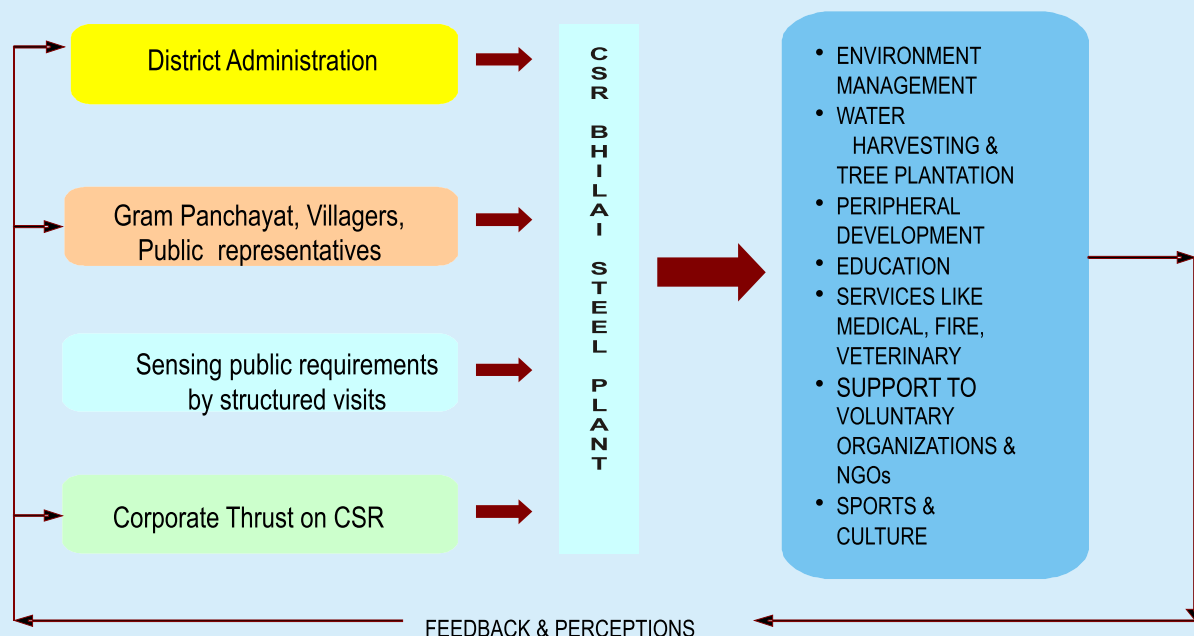 District Administration
Gram Panchayat, Villagers,
Public representatives
Sensing public requirements
by structured visits
Corporate Thrust on CSR
CSR BHILAI STEEL PLANT
• ENVIRONMENT
MANAGEMENT
• WATER
HARVESTING &
TREE PLANTATION
• PERIPHERAL
DEVELOPMENT
• EDUCATION
• SERVICES LIKE
MEDICAL, FIRE,
VETERINARY
• SUPPORT TO
VOLUNTARY
ORGANIZATIONS &
NGOs
• SPORTS &
CULTURE
FEEDBACK & PERCEPTIONS